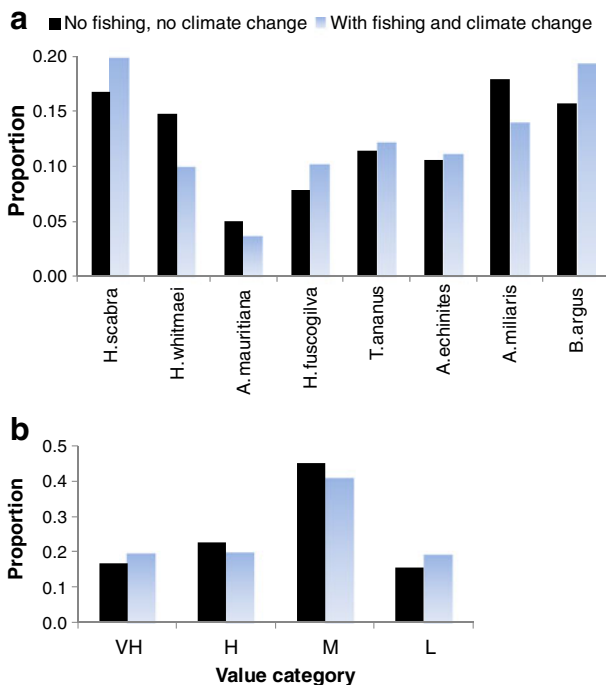 a
No fishing, no climate change With fishing and climate change
0.20
0.15
0.10
0.05
0.00
Proportion
H.scabra
H.whitmaei
A.mauritiana
H.fuscogilva
T.ananus
A.echinites
A.miliaris
B.argus
b
0.5
0.4
0.3
0.2
0.1
0.0
Proportion
VH H M L
Value category